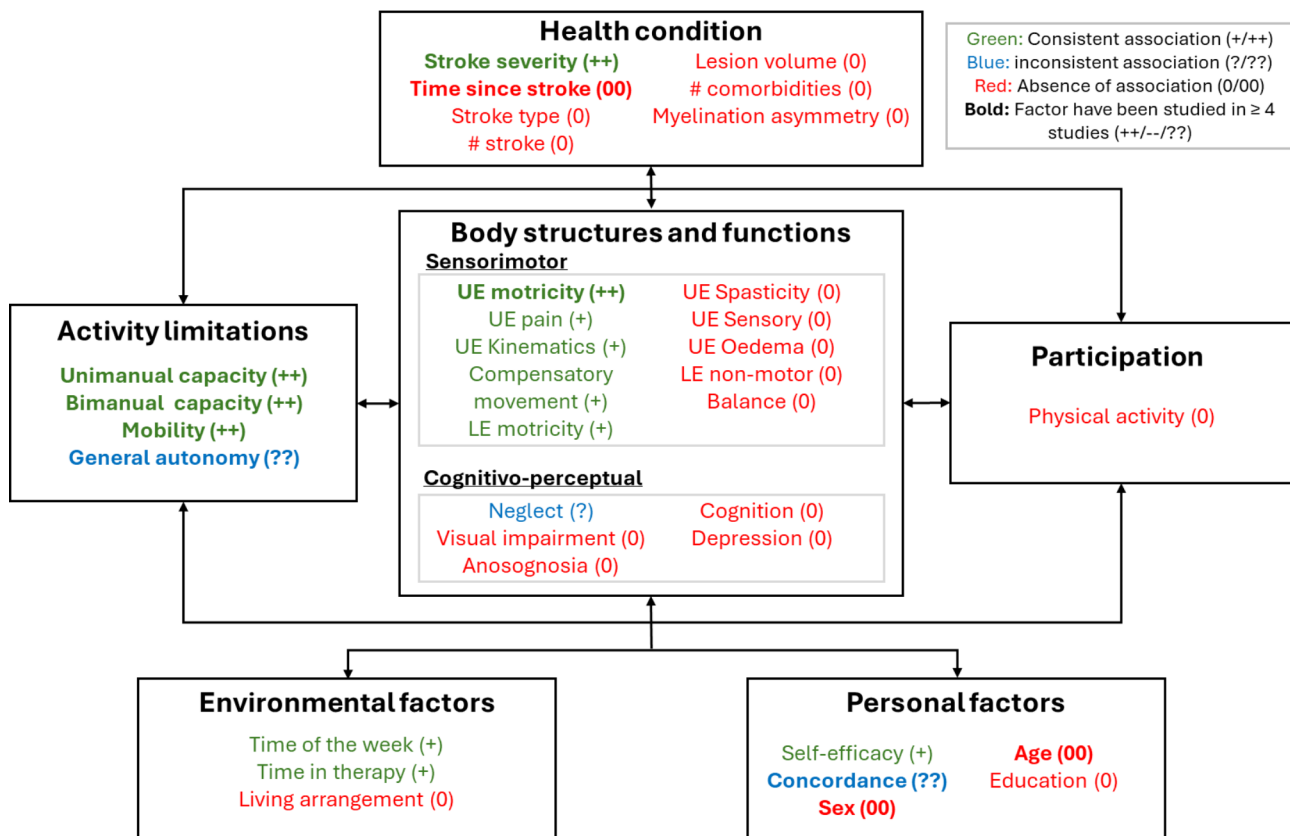 Health condition
Stroke severity (++)
Time since stroke (00)
Stroke type (0)
# stroke (0)
Lesion volume (0)
# comorbidities (0)
Myelination asymmetry (0)
Green: Consistent association (+/++)
Blue: inconsistent association (?/??)
Red: Absence of association (0/00)
Bold: Factor have been studied in ≥ 4
studies (++/--/??)
Body structures and functions
Sensorimotor
UE motricity (++)
UE pain (+)
UE Kinematics (+)
Compensatory
movement (+)
LE motricity (+)
UE Spasticity (0)
UE Sensory (0)
UE Oedema (0)
LE non-motor (0)
Balance (0)
Cognitivo-perceptual
Neglect (?)
Visual impairment (0)
Anosognosia (0)
Cognition (0)
Depression (0)
Activity limitations
Unimanual capacity (++)
Bimanual capacity (++)
Mobility (++)
General autonomy (??)
Participation
Physical activity (0)
Environmental factors
Time of the week (+)
Time in therapy (+)
Living arrangement (0)
Personal factors
Self-efficacy (+)
Concordance (??)
Sex (00)
Age (00)
Education (0)